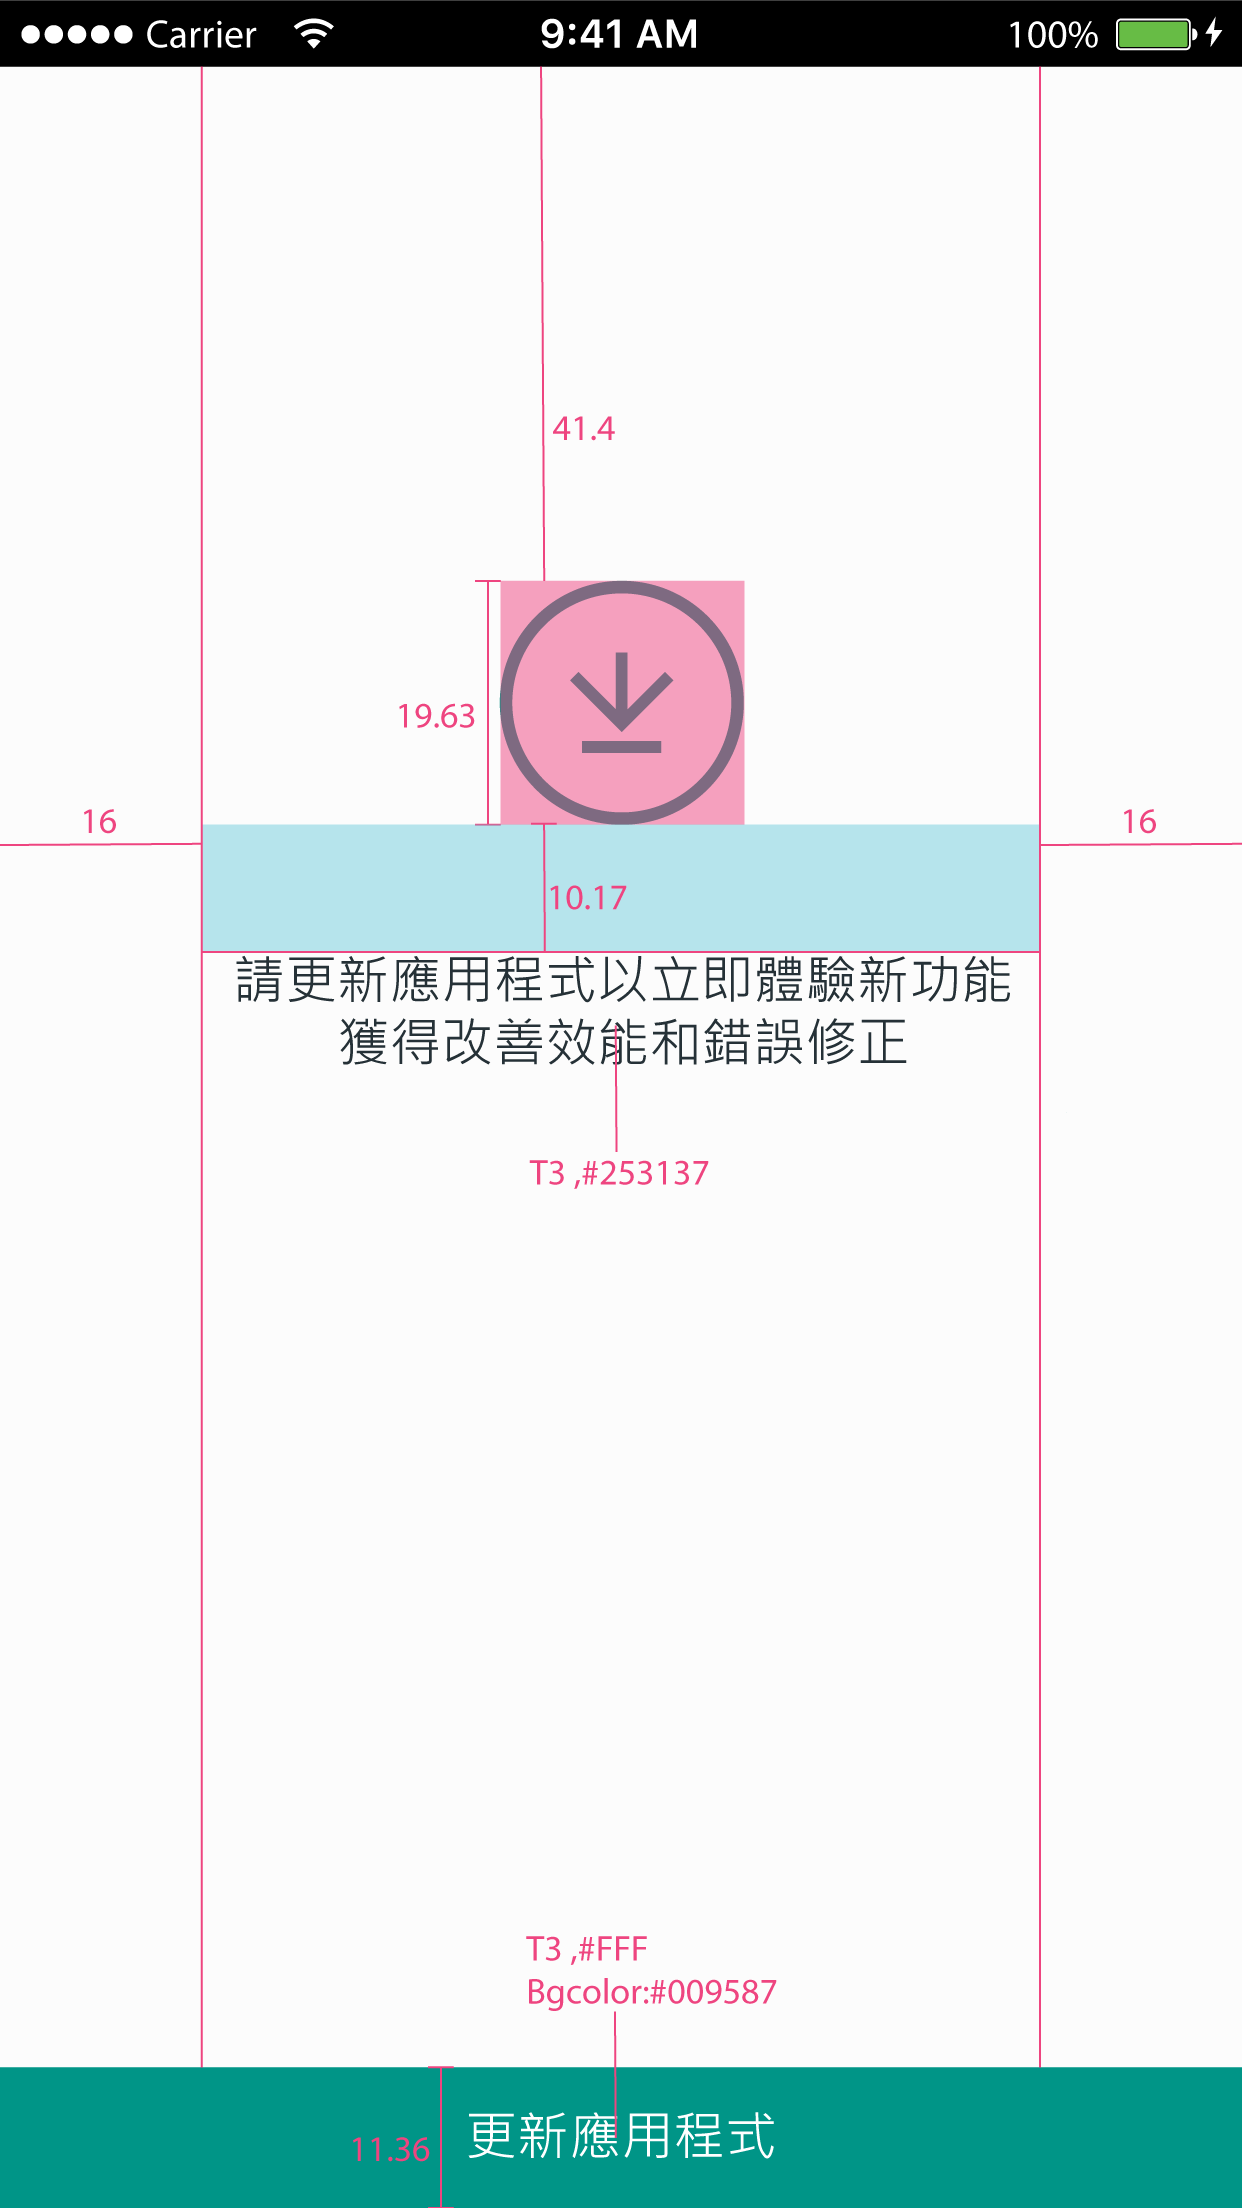 Carrier 9:41 AM 100%
41.4
19.63
16 16
10.17
請更新應用程式以立即體驗新功能
獲得改善效能和錯誤修正
T3 ,#253137
T3 ,#FFF
Bgcolor:#009587
11.36 更新應用程式